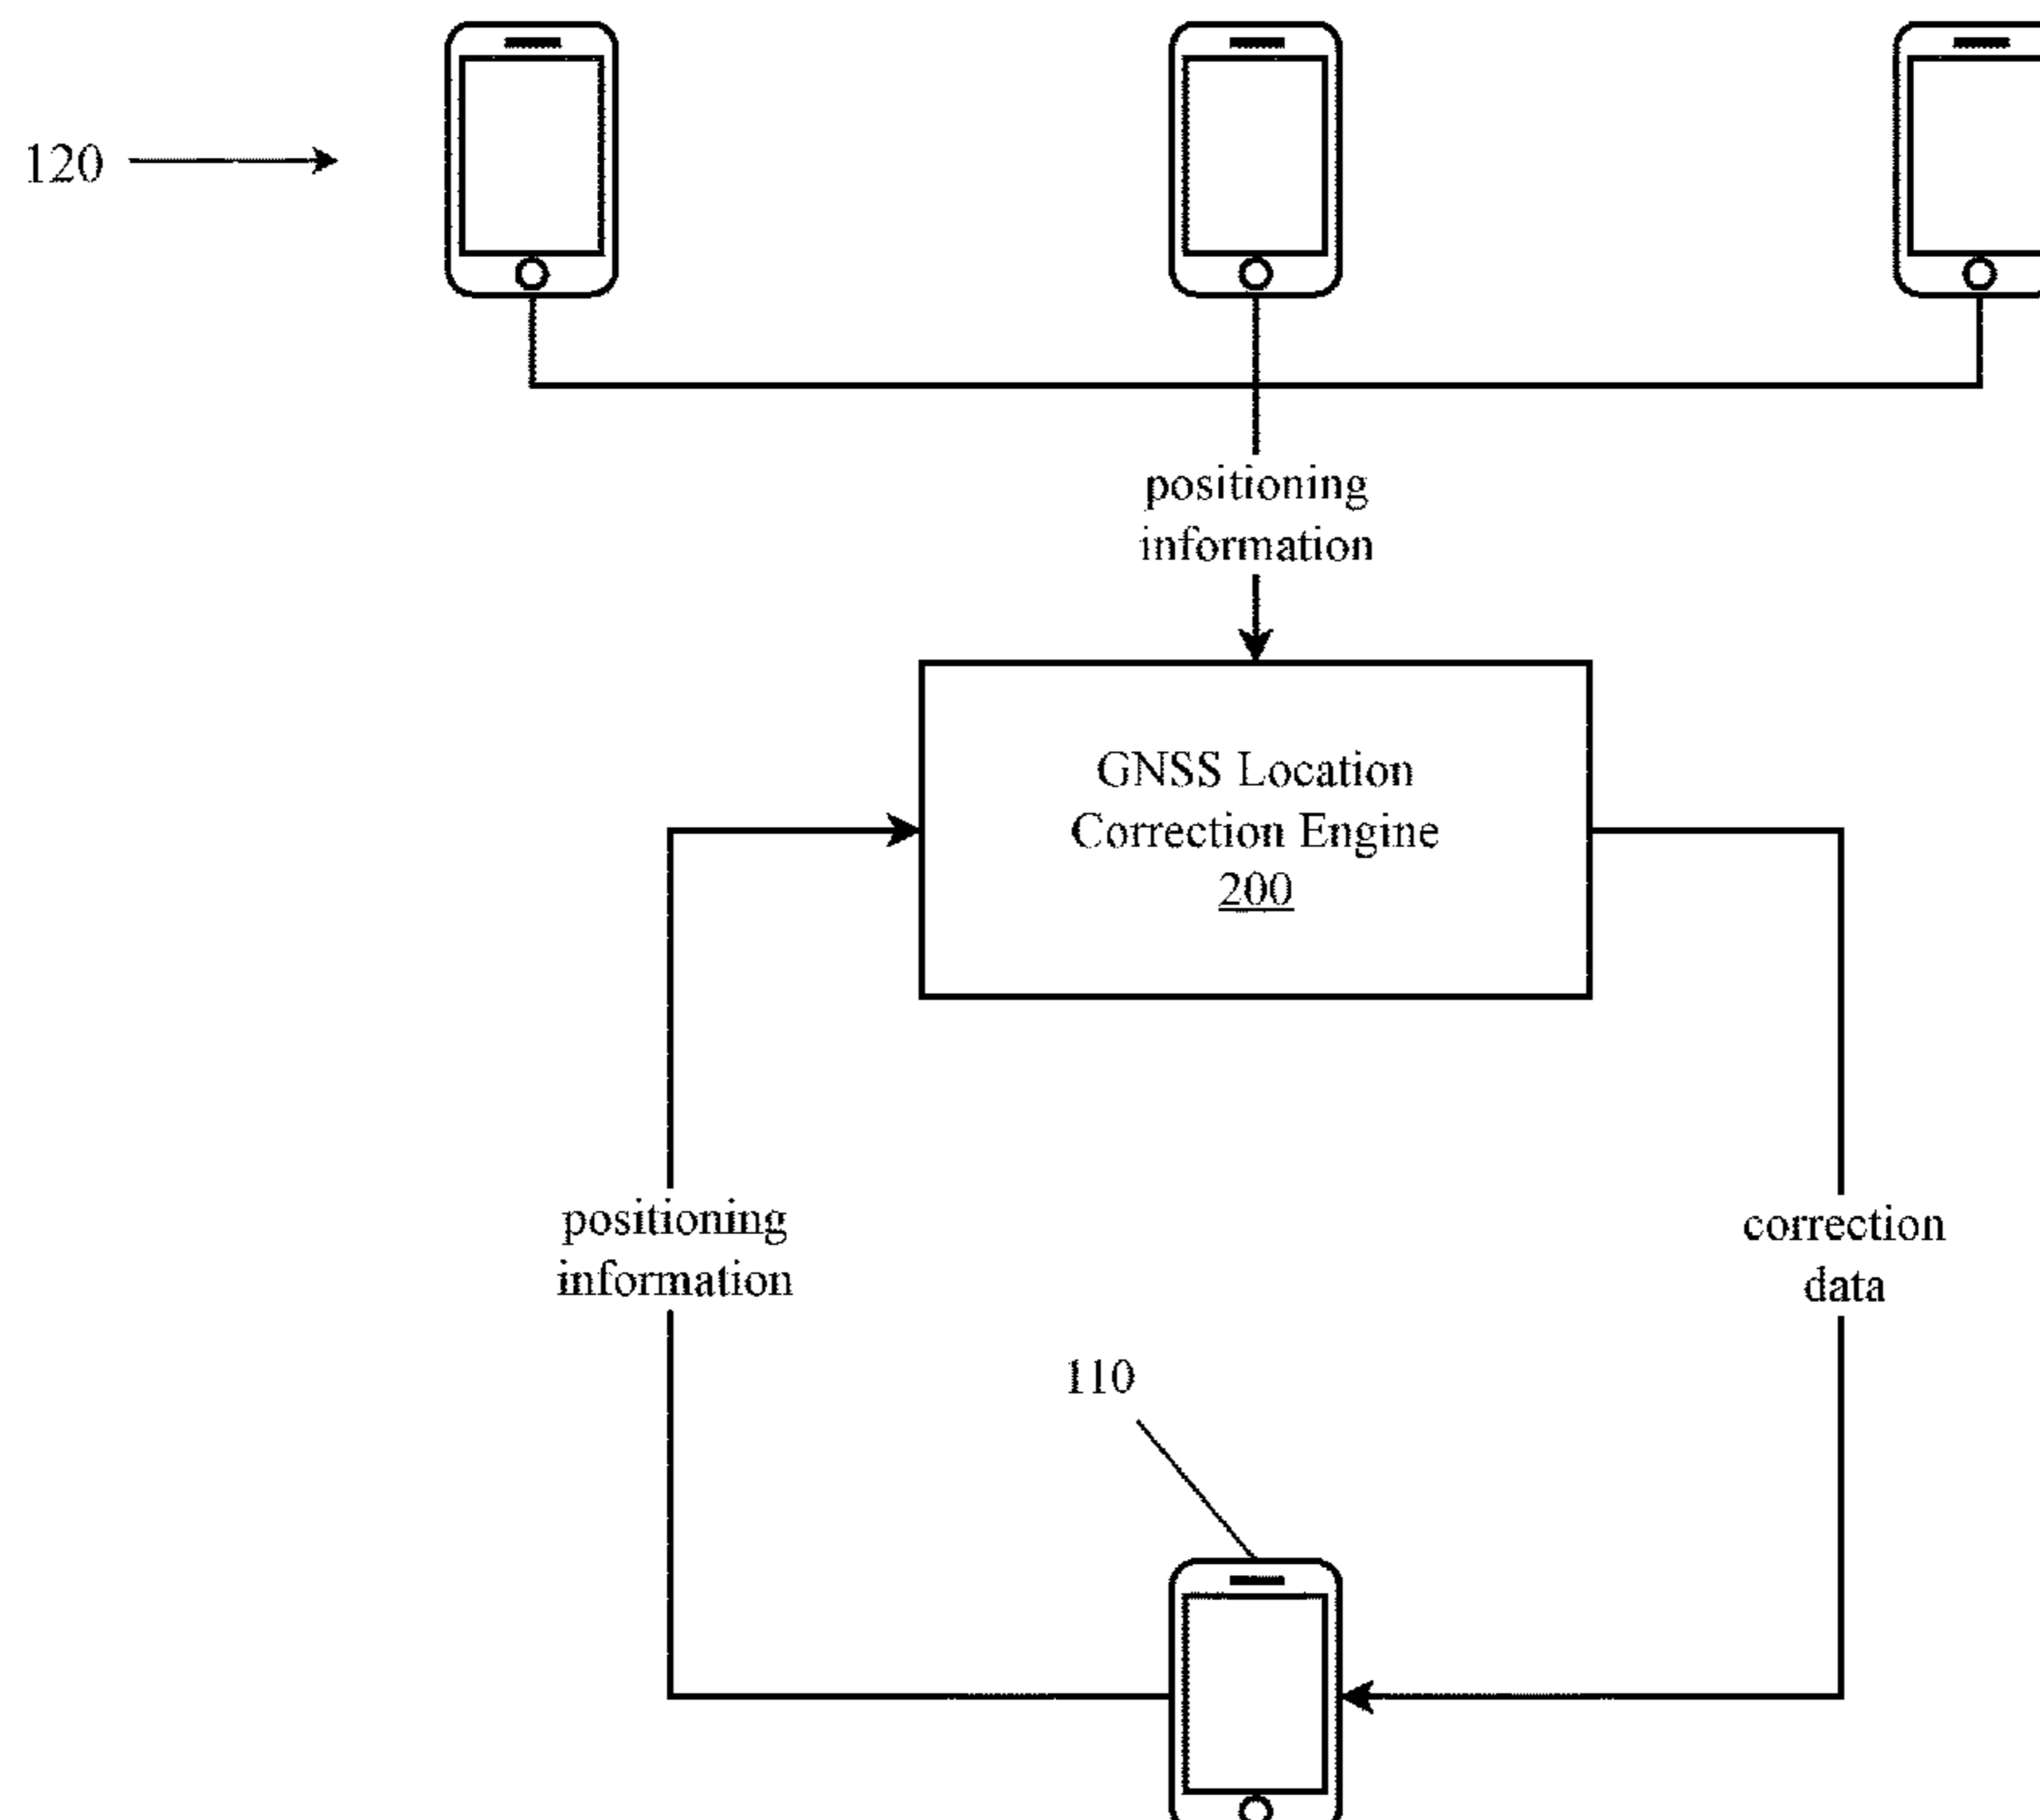 120
positioning
information
GNSS Location
Correction Engine
200
positioning
information
correction
data
110